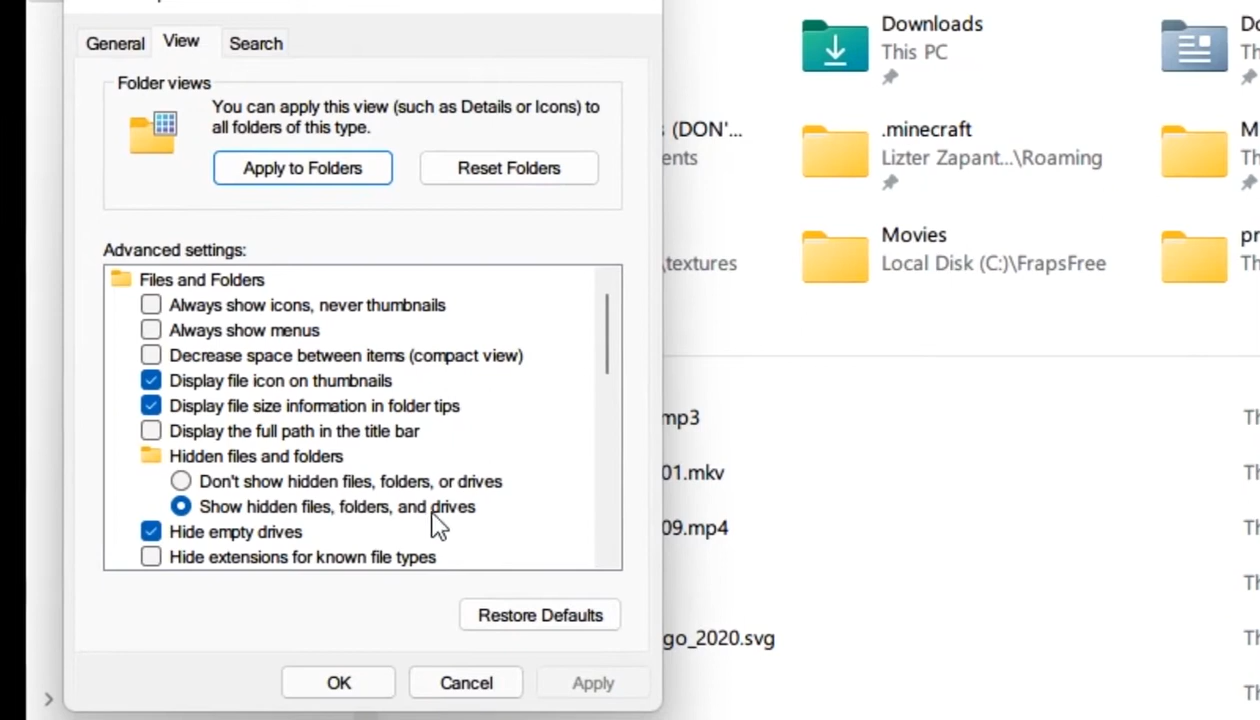 General
View
Search
Folder views
You can apply this view (such as Details or Icons) to
all folders of this type.
Apply to Folders
Reset Folders
Advanced settings:
Files and Folders
Always show icons, never thumbnails
Always show menus
Decrease space between items (compact view)
Display file icon on thumbnails
Display file size information in folder tips
Display the full path in the title bar
Hidden files and folders
Don't show hidden files, folders, or drives
Show hidden files, folders, and drives
Hide empty drives
Hide extensions for known file types
Restore Defaults
OK
Cancel
Apply
(DON'...
ents
\textures
Downloads
This PC
.minecraft
Lizter Zapant...\Roaming
Movies
Local Disk (C:)\FrapsFree
mp3
01.mkv
09.mp4
go_2020.svg